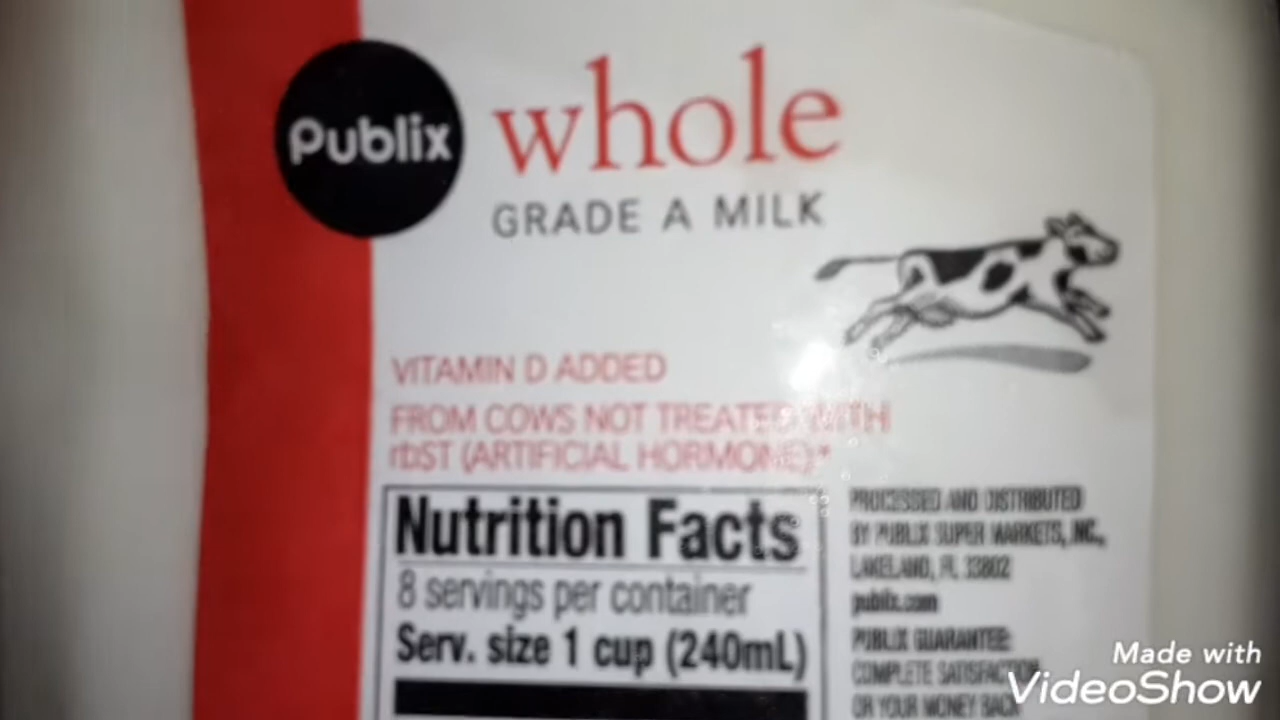 Publix
whole
GRADE A MILK
VITAMIN D ADDED
FROM COWS NOT TREATED WITH
rbST (ARTIFICIAL HORMONE)*
Nutrition Facts
8 servings per container
Serv. size 1 cup (240mL)
PROCESSED AND DISTRIBUTED
BY PUBLIX SUPER MARKETS, INC.,
LAKELAND, FL 33802
publix.com
PUBLIX GUARANTEE:
COMPLETE SATISFACTION
OR YOUR MONEY BACK
Made with
VideoShow